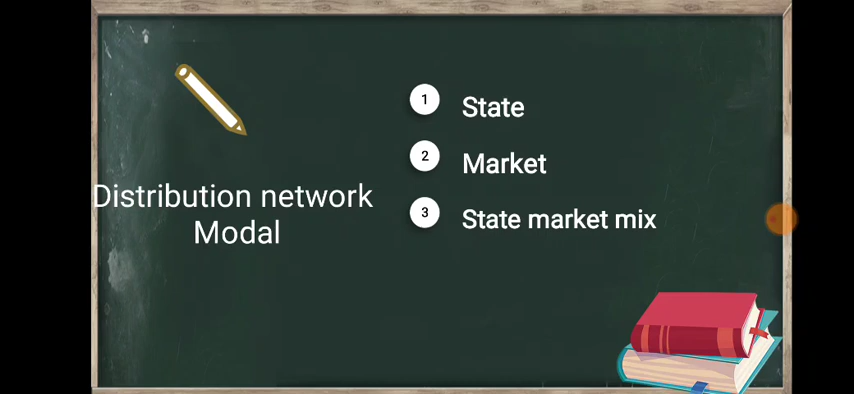 Distribution network
Modal
1 State
2 Market
3 State market mix